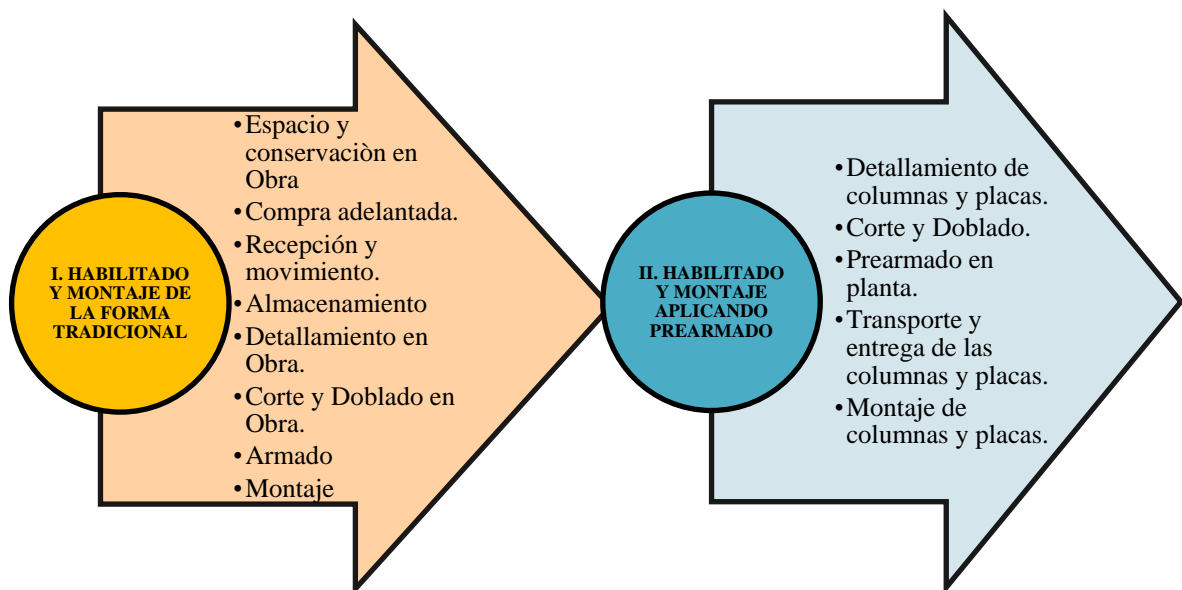 I. HABILITADO
Y MONTAJE DE
LA FORMA
TRADICIONAL
•Espacio y
conservaciòn en
Obra
•Compra adelantada.
•Recepción y
movimiento.
•Almacenamiento
•Detallamiento en
Obra.
•Corte y Doblado en
Obra.
•Armado
•Montaje
II. HABILITADO
Y MONTAJE
APLICANDO
PREARMADO
•Detallamiento de
columnas y placas.
•Corte y Doblado.
•Prearmado en
planta.
•Transporte y
entrega de las
columnas y placas.
•Montaje de
columnas y placas.